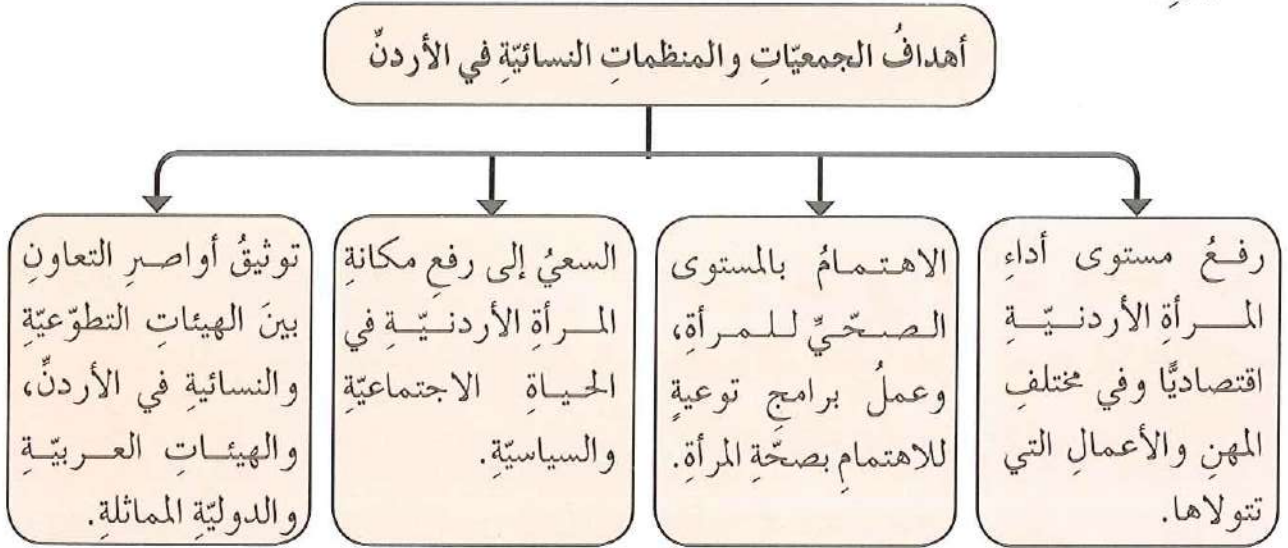 أهدافُ الجمعيّاتِ والمنظماتِ النسائيّةِ في الأردنِّ
رفعُ مستوى أداءِ
المرأةِ الأردنيّةِ
اقتصاديًّا وفي مختلفِ
المهنِ والأعمالِ التي
تتولاها.
الاهتمامُ بالمستوى
الصحّيِّ للمرأةِ،
وعملُ برامجِ توعيةٍ
للاهتمامِ بصحّةِ المرأةِ.
السعيُ إلى رفعِ مكانةِ
المرأةِ الأردنيّةِ في
الحياةِ الاجتماعيّةِ
والسياسيّةِ.
توثيقُ أواصرِ التعاونِ
بينَ الهيئاتِ التطوّعيّةِ
والنسائيةِ في الأردنِّ،
والهيئاتِ العربيّةِ
والدوليّةِ المماثلةِ.